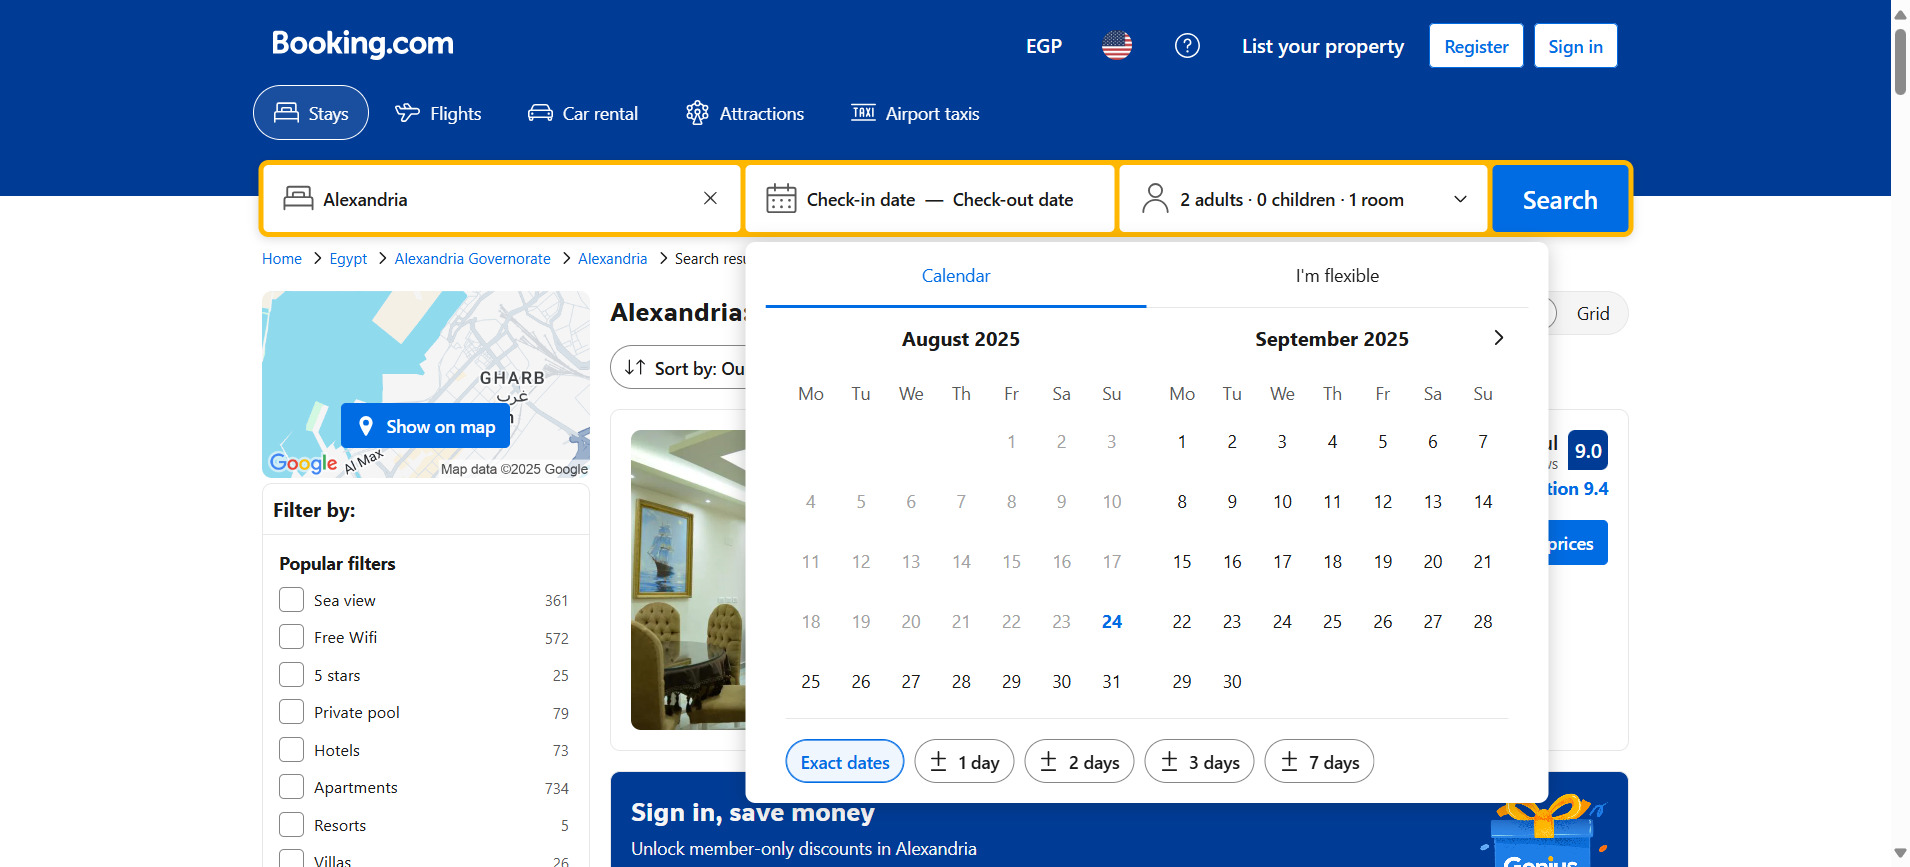 Booking.com
EGP
List your property
Register
Sign in
Stays
Flights
Car rental
Attractions
TAXI Airport taxis
Alexandria
Check-in date — Check-out date
2 adults · 0 children · 1 room
Search
Home > Egypt > Alexandria Governorate > Alexandria > Search resu
GHARB
غرب
Show on map
Google
Al Max
Map data ©2025 Google
Filter by:
Popular filters
Sea view 361
Free Wifi 572
5 stars 25
Private pool 79
Hotels 73
Apartments 734
Resorts 5
Villas 26
Alexandria:
Grid
Sort by: Ou
Calendar
I'm flexible
August 2025
Mo Tu We Th Fr Sa Su
1 2 3
4 5 6 7 8 9 10
11 12 13 14 15 16 17
18 19 20 21 22 23 24
25 26 27 28 29 30 31
September 2025
Mo Tu We Th Fr Sa Su
1 2 3 4 5 6 7
8 9 10 11 12 13 14
15 16 17 18 19 20 21
22 23 24 25 26 27 28
29 30
Exact dates
± 1 day
± 2 days
± 3 days
± 7 days
9.0
tion 9.4
prices
Sign in, save money
Unlock member-only discounts in Alexandria
Genius